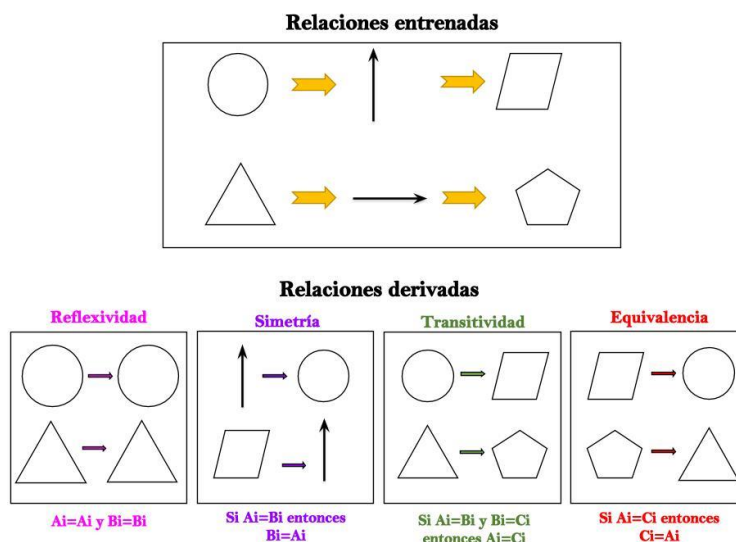 Relaciones entrenadas
Relaciones derivadas
Reflexividad
Simetría
Transitividad
Equivalencia
Ai=Ai y Bi=Bi
Si Ai=Bi entonces
Bi=Ai
Si Ai=Bi y Bi=Ci
entonces Ai=Ci
Si Ai=Ci entonces
Ci=Ai